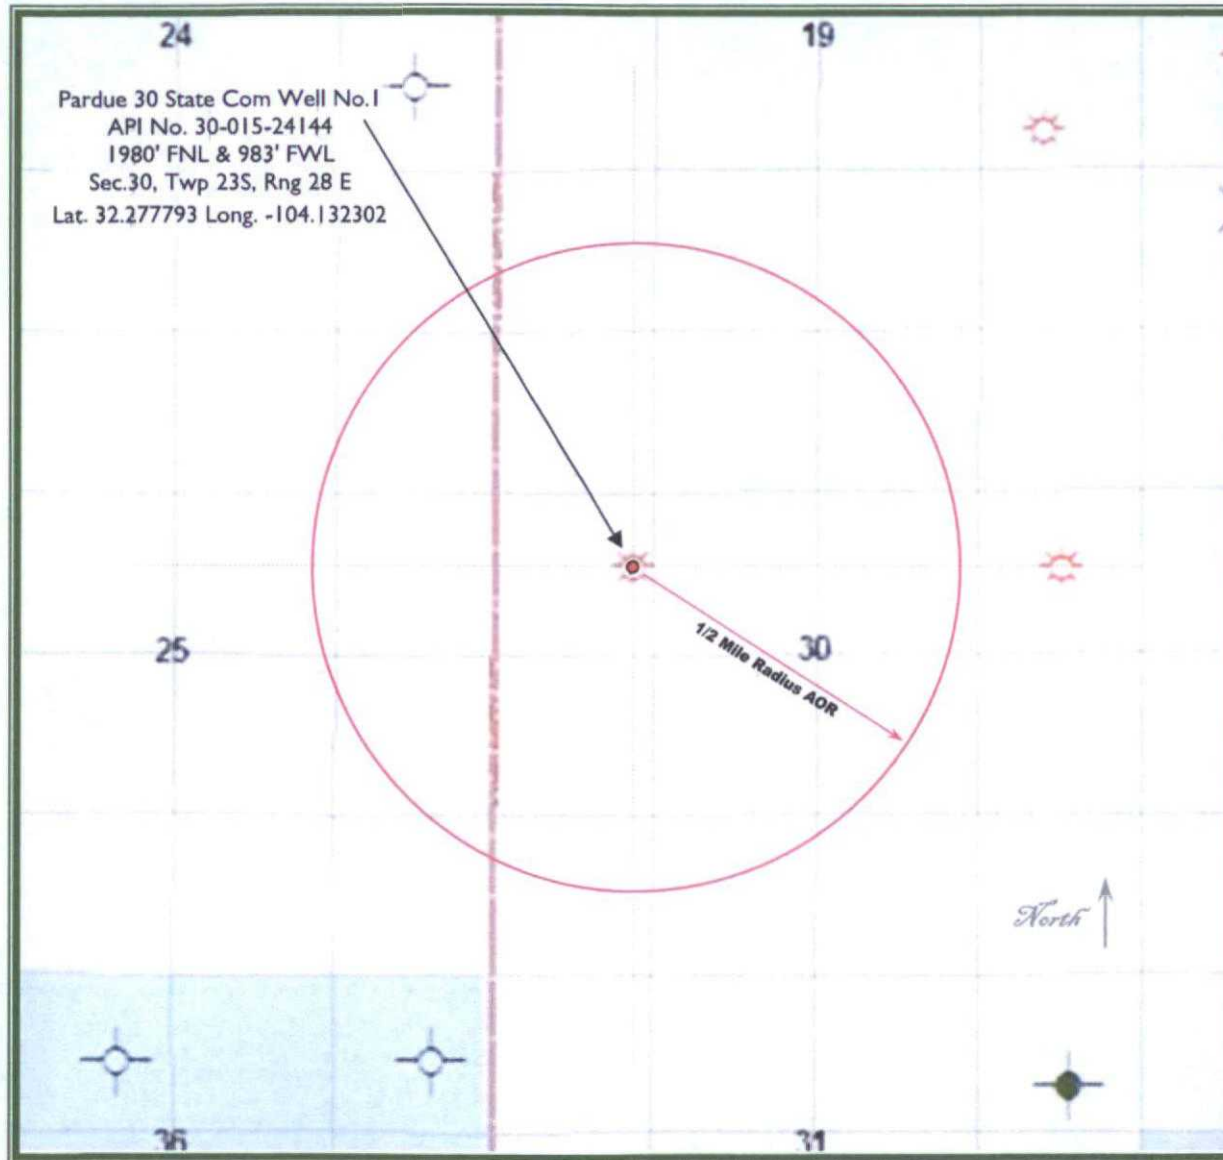 24
19
Pardue 30 State Com Well No.1
API No. 30-015-24144
1980' FNL & 983' FWL
Sec.30, Twp 23S, Rng 28 E
Lat. 32.277793 Long. -104.132302
25
30
1/2 Mile Radius AOR
North
36
31